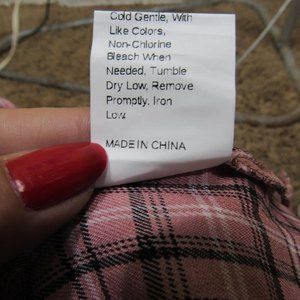 Cold Gentle, With
Like Colors,
Non-Chlorine
Bleach When
Needed, Tumble
Dry Low, Remove
Promptly, Iron
Low.
MADE IN CHINA